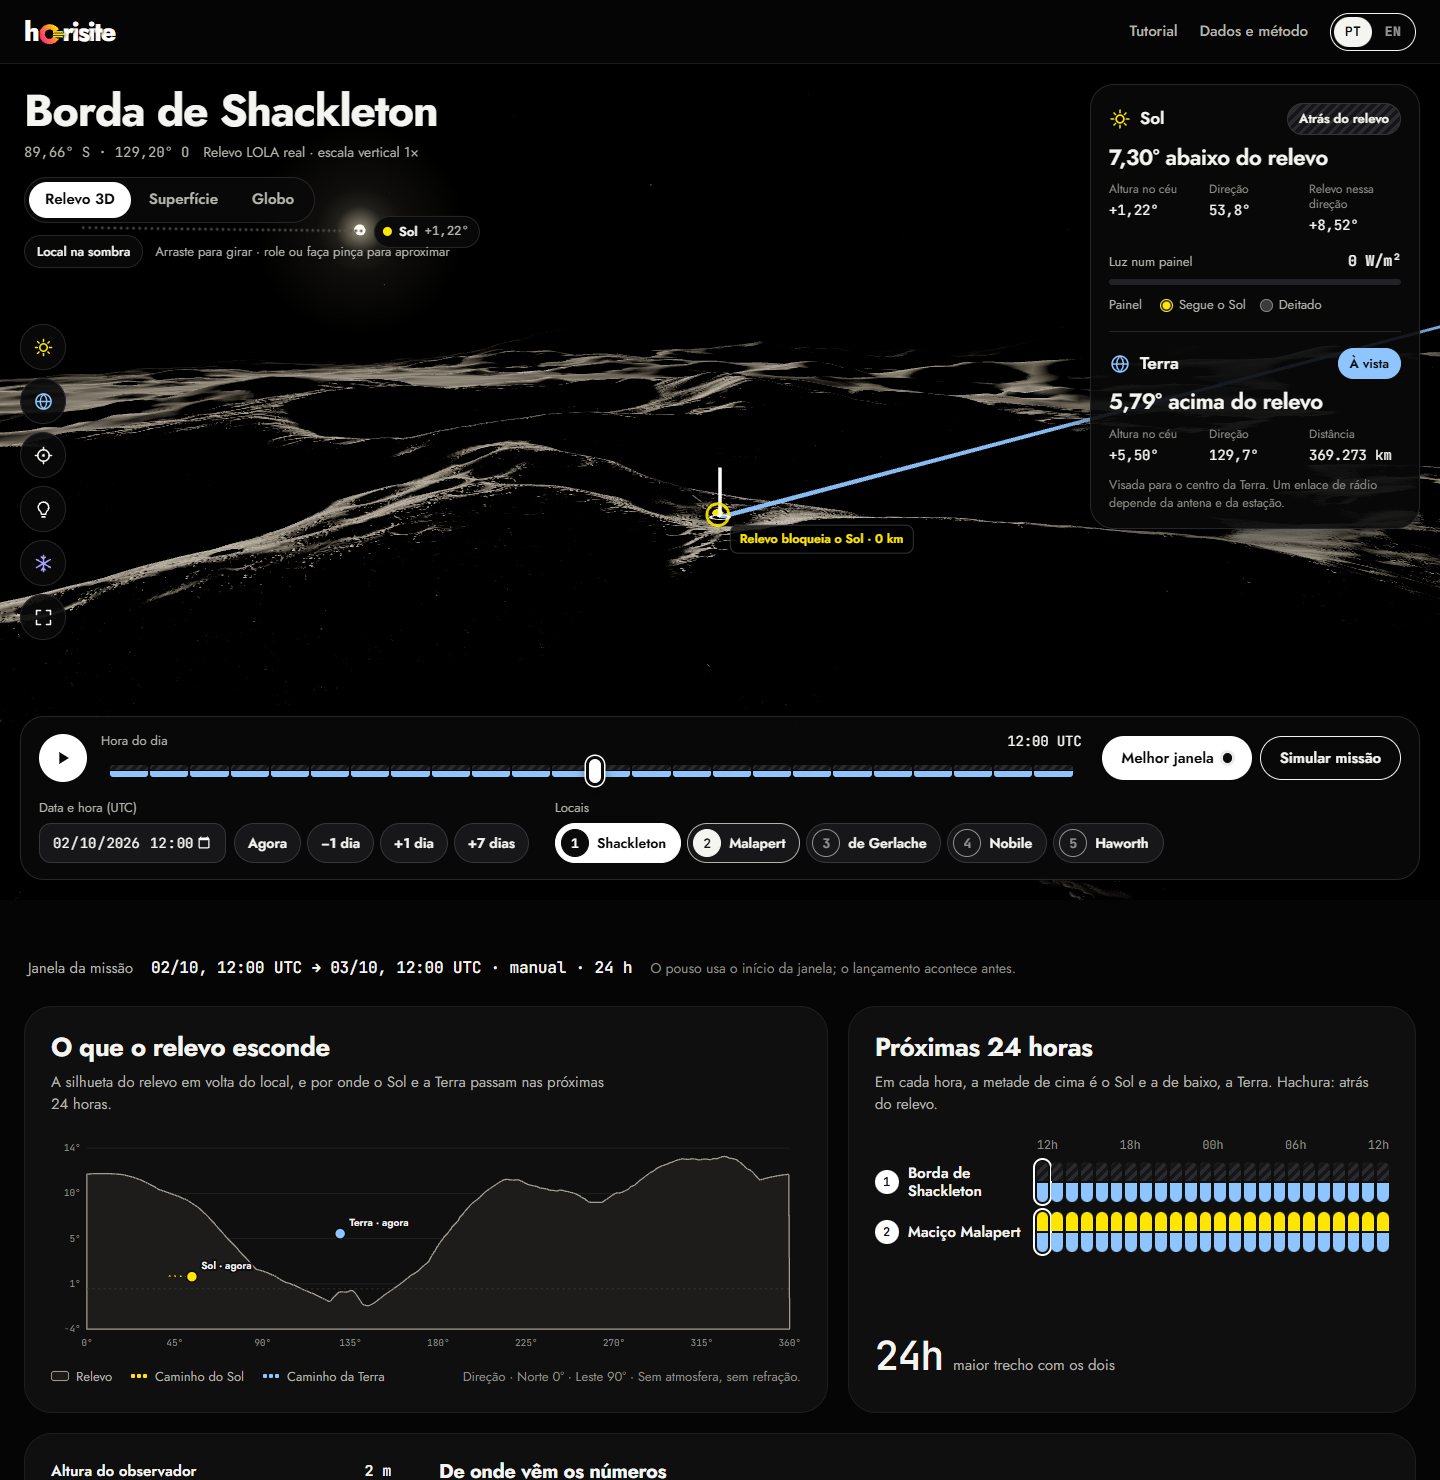 horisite
Tutorial
Dados e método
PT EN
Borda de Shackleton
89,66° S · 129,20° O Relevo LOLA real · escala vertical 1×
Relevo 3D Superfície Globo
Sol +1,22°
Local na sombra Arraste para girar · role ou faça pinça para aproximar
Sol Atrás do relevo
7,30° abaixo do relevo
Altura no céu Direção Relevo nessa direção
+1,22° 53,8° +8,52°
Luz num painel 0 W/m²
Painel Segue o Sol Deitado
Terra À vista
5,79° acima do relevo
Altura no céu Direção Distância
+5,50° 129,7° 369.273 km
Visada para o centro da Terra. Um enlace de rádio
depende da antena e da estação.
Relevo bloqueia o Sol · 0 km
Hora do dia 12:00 UTC
Melhor janela Simular missão
Data e hora (UTC) Locais
02/10/2026 12:00 Agora −1 dia +1 dia +7 dias
1 Shackleton 2 Malapert 3 de Gerlache 4 Nobile 5 Haworth
Janela da missão 02/10, 12:00 UTC → 03/10, 12:00 UTC · manual · 24 h O pouso usa o início da janela; o lançamento acontece antes.
O que o relevo esconde
A silhueta do relevo em volta do local, e por onde o Sol e a Terra passam nas próximas
24 horas.
14°
10°
5°
1°
-4°
Terra · agora
Sol · agora
0° 45° 90° 135° 180° 225° 270° 315° 360°
Relevo Caminho do Sol Caminho da Terra Direção · Norte 0° · Leste 90° · Sem atmosfera, sem refração.
Próximas 24 horas
Em cada hora, a metade de cima é o Sol e a de baixo, a Terra. Hachura: atrás
do relevo.
12h 18h 00h 06h 12h
1 Borda de
Shackleton
2 Maciço Malapert
24h maior trecho com os dois
Altura do observador 2 m
De onde vêm os números